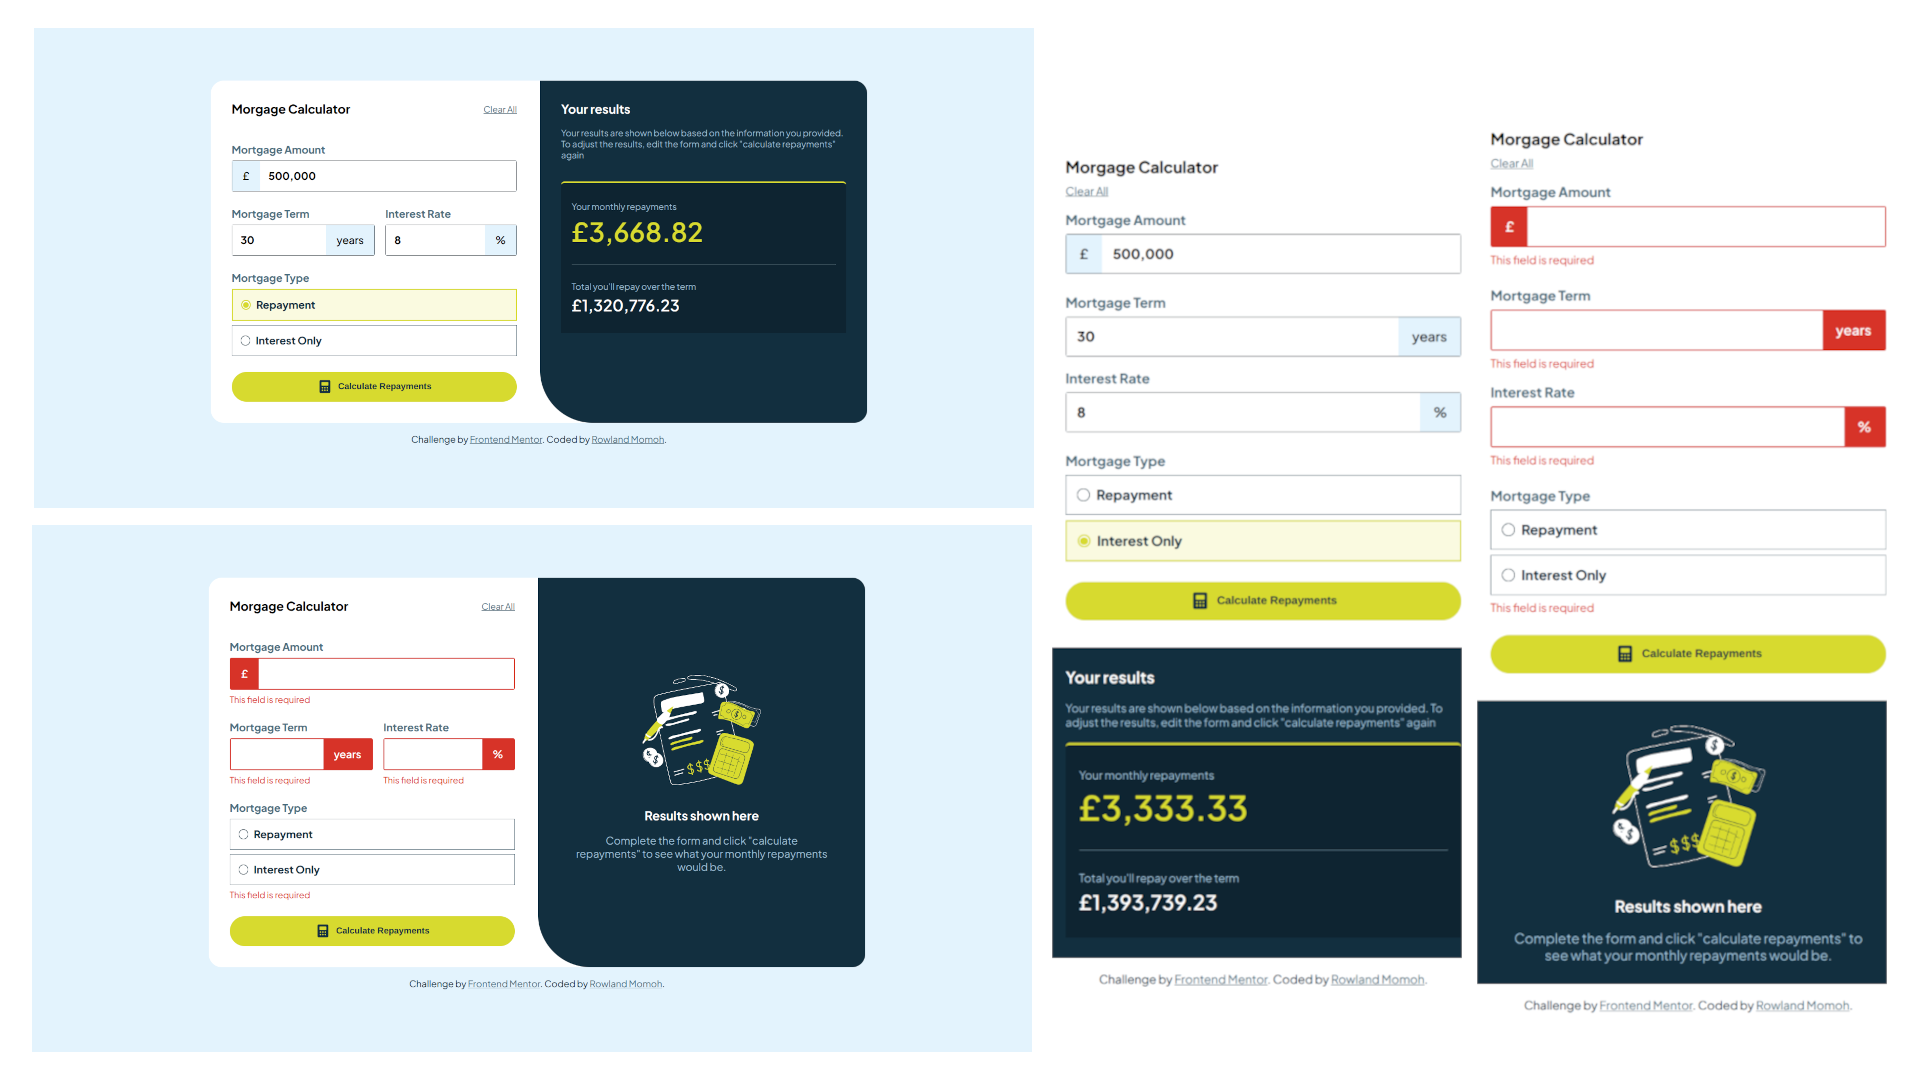 Morgage Calculator
Clear All
Mortgage Amount
£ 500,000
Mortgage Term Interest Rate
30 years 8 %
Mortgage Type
Repayment
Interest Only
Calculate Repayments
Your results
Your results are shown below based on the information you provided.
To adjust the results, edit the form and click "calculate repayments"
again
Your monthly repayments
£3,668.82
Total you'll repay over the term
£1,320,776.23
Challenge by Frontend Mentor. Coded by Rowland Momoh.
Morgage Calculator
Clear All
Mortgage Amount
£
This field is required
Mortgage Term Interest Rate
years %
This field is required This field is required
Mortgage Type
Repayment
Interest Only
This field is required
Calculate Repayments
$
$
$
$
$$$
Results shown here
Complete the form and click "calculate
repayments" to see what your monthly repayments
would be.
Challenge by Frontend Mentor. Coded by Rowland Momoh.
Morgage Calculator
Clear All
Mortgage Amount
£ 500,000
Mortgage Term
30 years
Interest Rate
8 %
Mortgage Type
Repayment
Interest Only
Calculate Repayments
Your results
Your results are shown below based on the information you provided. To
adjust the results, edit the form and click "calculate repayments" again
Your monthly repayments
£3,333.33
Total you'll repay over the term
£1,393,739.23
Challenge by Frontend Mentor. Coded by Rowland Momoh.
Morgage Calculator
Clear All
Mortgage Amount
£
This field is required
Mortgage Term
years
This field is required
Interest Rate
%
This field is required
Mortgage Type
Repayment
Interest Only
This field is required
Calculate Repayments
$
$
$
$
$$$
Results shown here
Complete the form and click "calculate repayments" to
see what your monthly repayments would be.
Challenge by Frontend Mentor. Coded by Rowland Momoh.